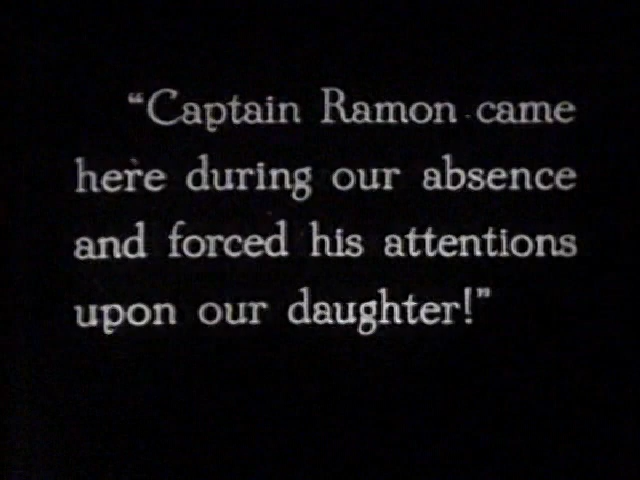 “Captain Ramon came
here during our absence
and forced his attentions
upon our daughter!”